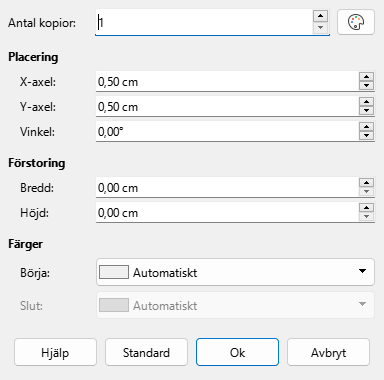 Antal kopior: 1
Placering
X-axel: 0,50 cm
Y-axel: 0,50 cm
Vinkel: 0,00°
Förstoring
Bredd: 0,00 cm
Höjd: 0,00 cm
Färger
Börja: Automatiskt
Slut: Automatiskt
Hjälp Standard Ok Avbryt